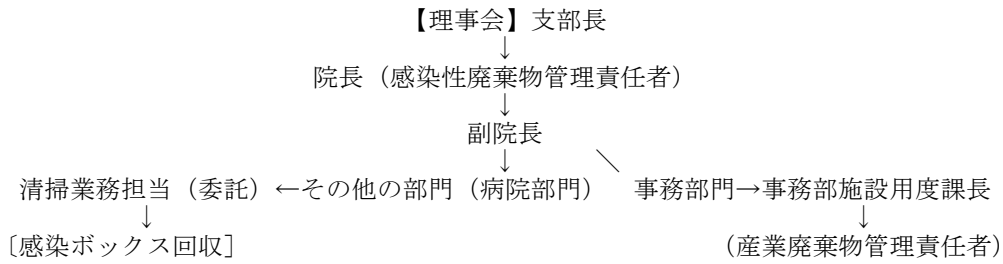 【理事会】支部長
↓
院長（感染性廃棄物管理責任者）
↓
副院長
↓ ＼
清掃業務担当（委託）←その他の部門（病院部門） 事務部門→事務部施設用度課長
↓ ↓
〔感染ボックス回収］ （産業廃棄物管理責任者）